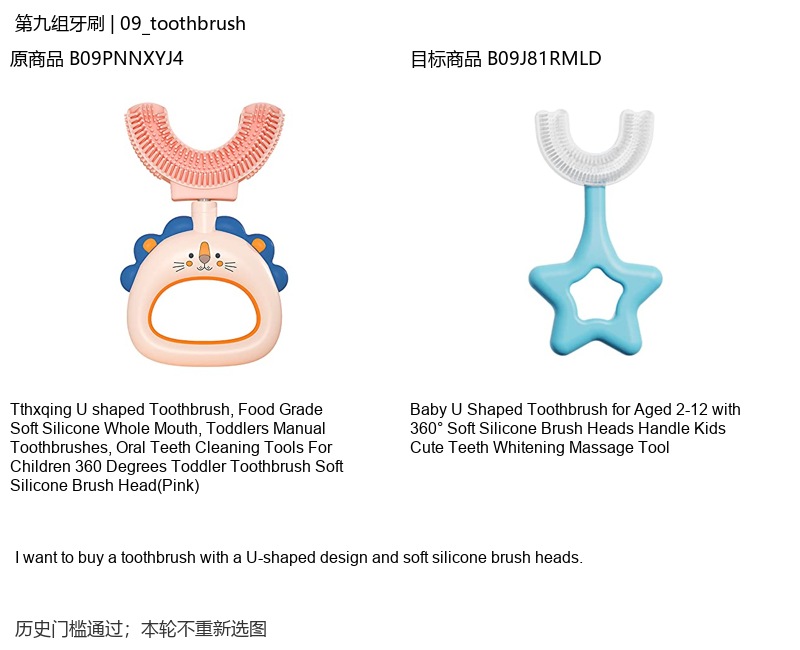 第九组牙刷 | 09_toothbrush
原商品 B09PNNXYJ4
目标商品 B09J81RMLD
Tthxqing U shaped Toothbrush, Food Grade
Soft Silicone Whole Mouth, Toddlers Manual
Toothbrushes, Oral Teeth Cleaning Tools For
Children 360 Degrees Toddler Toothbrush Soft
Silicone Brush Head(Pink)
Baby U Shaped Toothbrush for Aged 2-12 with
360° Soft Silicone Brush Heads Handle Kids
Cute Teeth Whitening Massage Tool
I want to buy a toothbrush with a U-shaped design and soft silicone brush heads.
历史门槛通过；本轮不重新选图